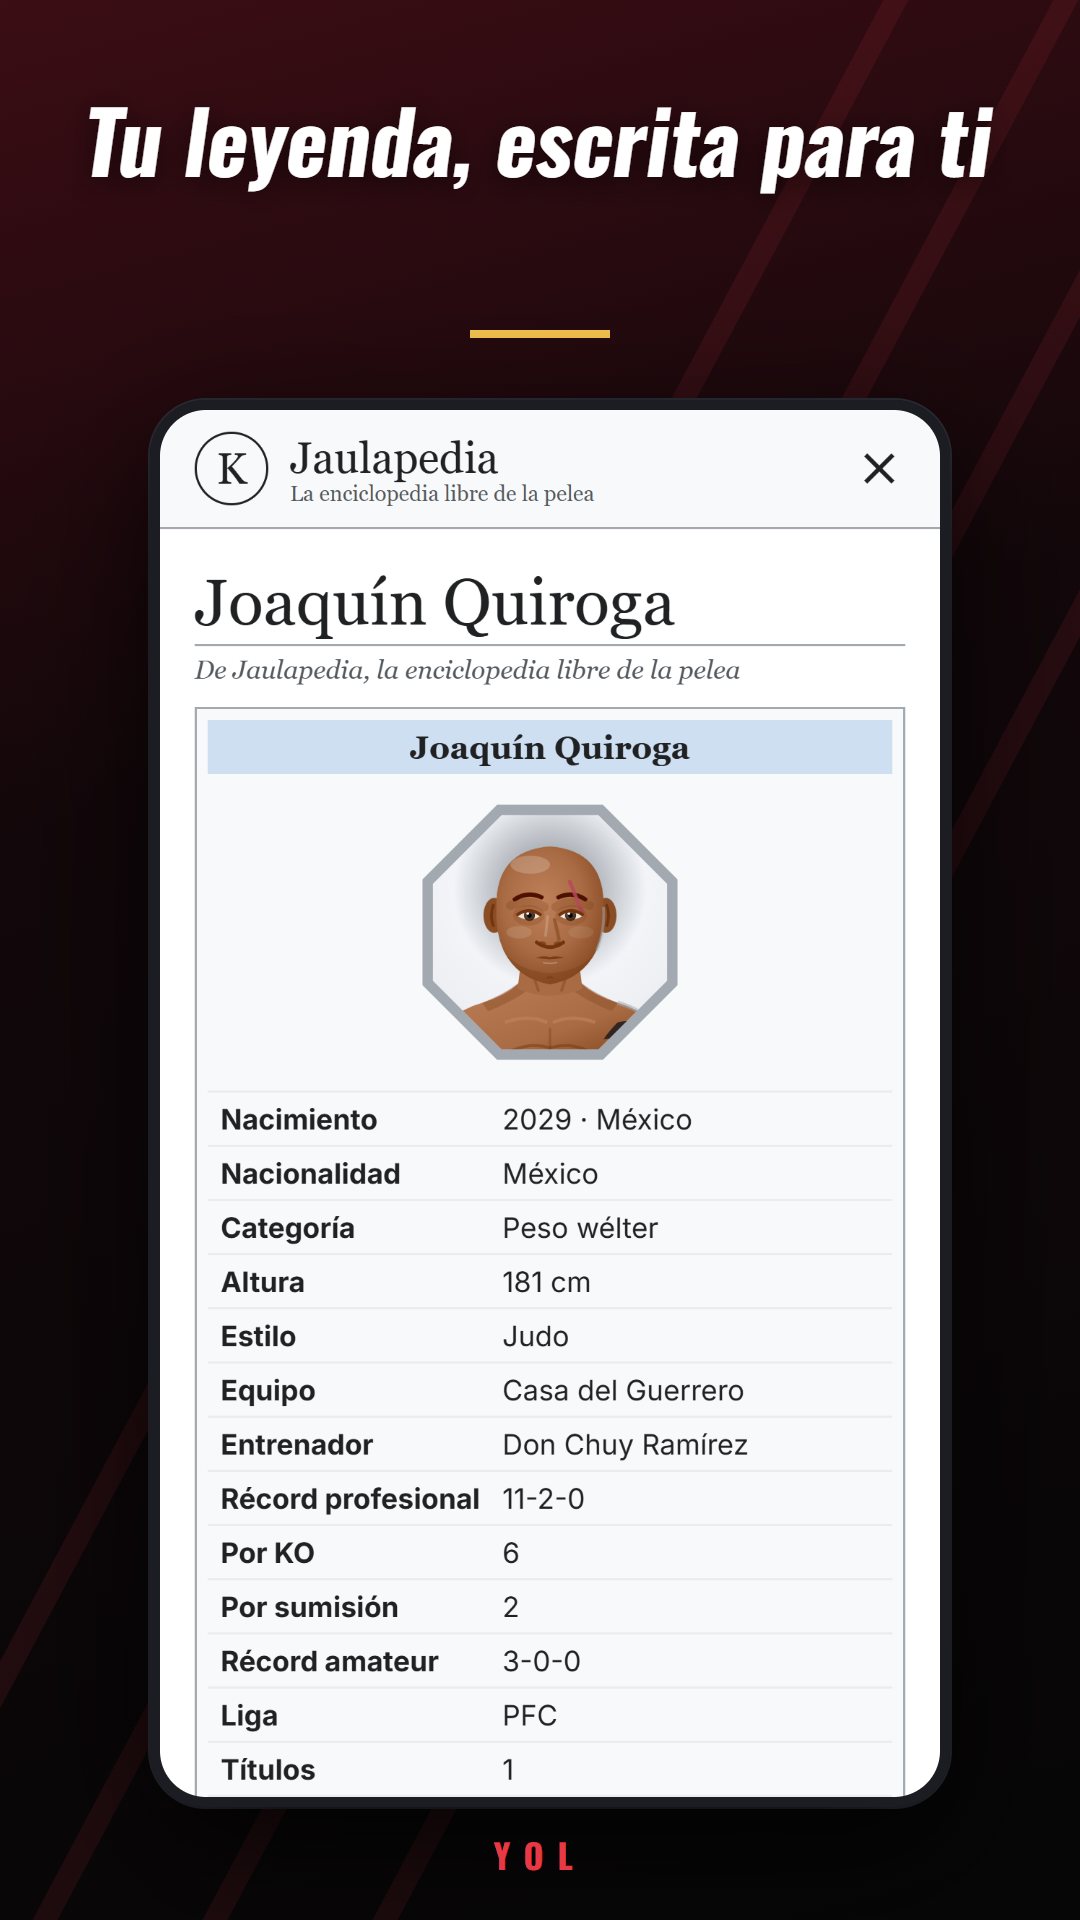 Tu leyenda, escrita para ti
K
Jaulapedia
La enciclopedia libre de la pelea
Joaquín Quiroga
De Jaulapedia, la enciclopedia libre de la pelea
Joaquín Quiroga
Nacimiento 2029 · México
Nacionalidad México
Categoría Peso wélter
Altura 181 cm
Estilo Judo
Equipo Casa del Guerrero
Entrenador Don Chuy Ramírez
Récord profesional 11-2-0
Por KO 6
Por sumisión 2
Récord amateur 3-0-0
Liga PFC
Títulos 1
YOL